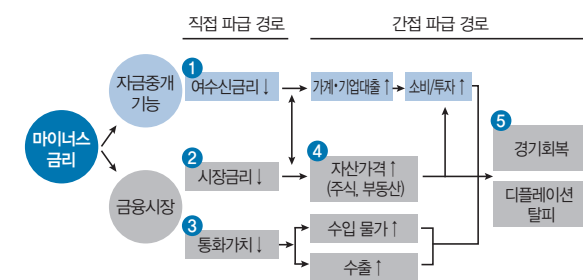 직접 파급 경로
간접 파급 경로
마이너스
금리
자금중개
기능
금융시장
1
여수신금리↓
가계·기업대출↑
소비/투자↑
2
시장금리↓
4
자산가격↑
(주식, 부동산)
3
통화가치↓
수입 물가↑
수출↑
5
경기회복
디플레이션
탈피